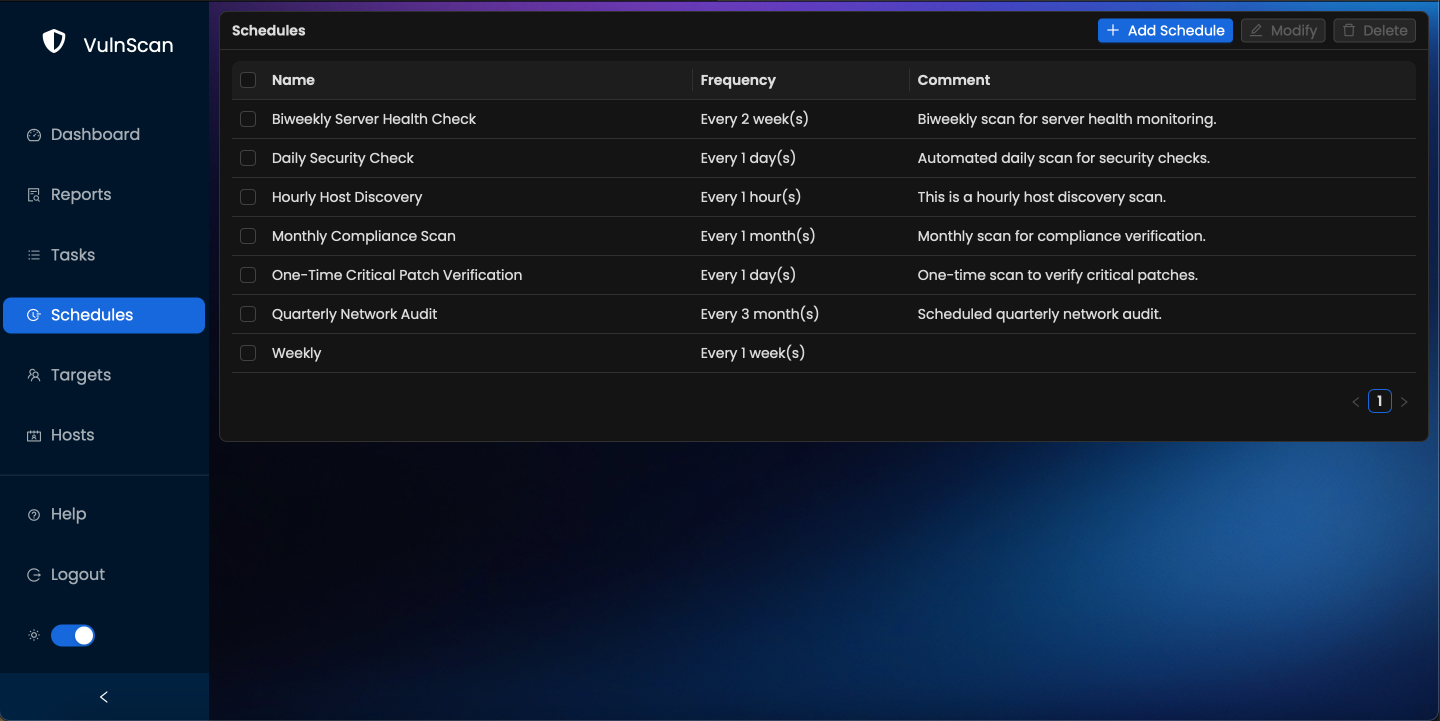 VulnScan
Dashboard
Reports
Tasks
Schedules
Targets
Hosts
Help
Logout
Schedules
Add Schedule Modify Delete
Name Frequency Comment
Biweekly Server Health Check Every 2 week(s) Biweekly scan for server health monitoring.
Daily Security Check Every 1 day(s) Automated daily scan for security checks.
Hourly Host Discovery Every 1 hour(s) This is a hourly host discovery scan.
Monthly Compliance Scan Every 1 month(s) Monthly scan for compliance verification.
One-Time Critical Patch Verification Every 1 day(s) One-time scan to verify critical patches.
Quarterly Network Audit Every 3 month(s) Scheduled quarterly network audit.
Weekly Every 1 week(s)
1